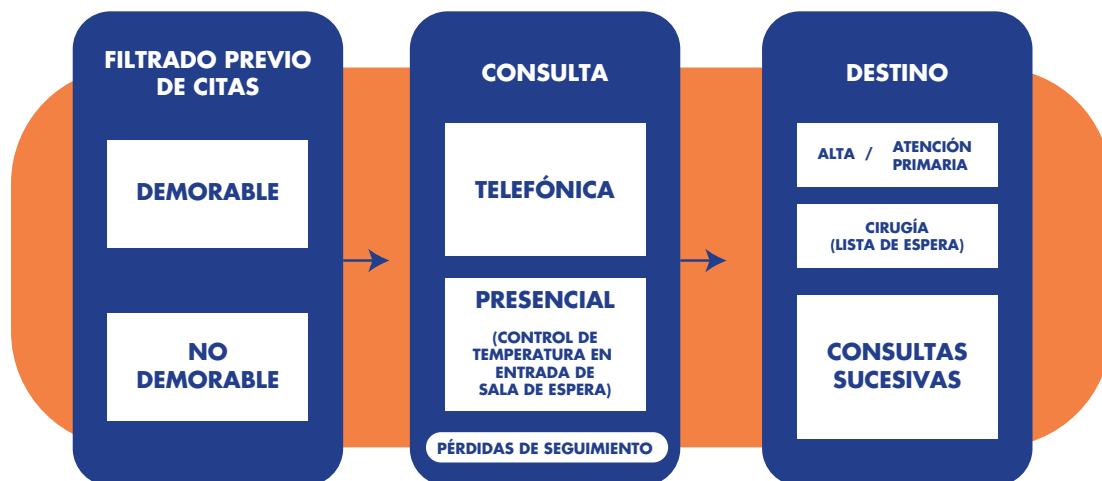 FILTRADO PREVIO
DE CITAS
DEMORABLE
NO
DEMORABLE
CONSULTA
TELEFÓNICA
PRESENCIAL
(CONTROL DE
TEMPERATURA EN
ENTRADA DE
SALA DE ESPERA)
PÉRDIDAS DE SEGUIMIENTO
DESTINO
ALTA / ATENCIÓN
PRIMARIA
CIRUGÍA
(LISTA DE ESPERA)
CONSULTAS
SUCESIVAS